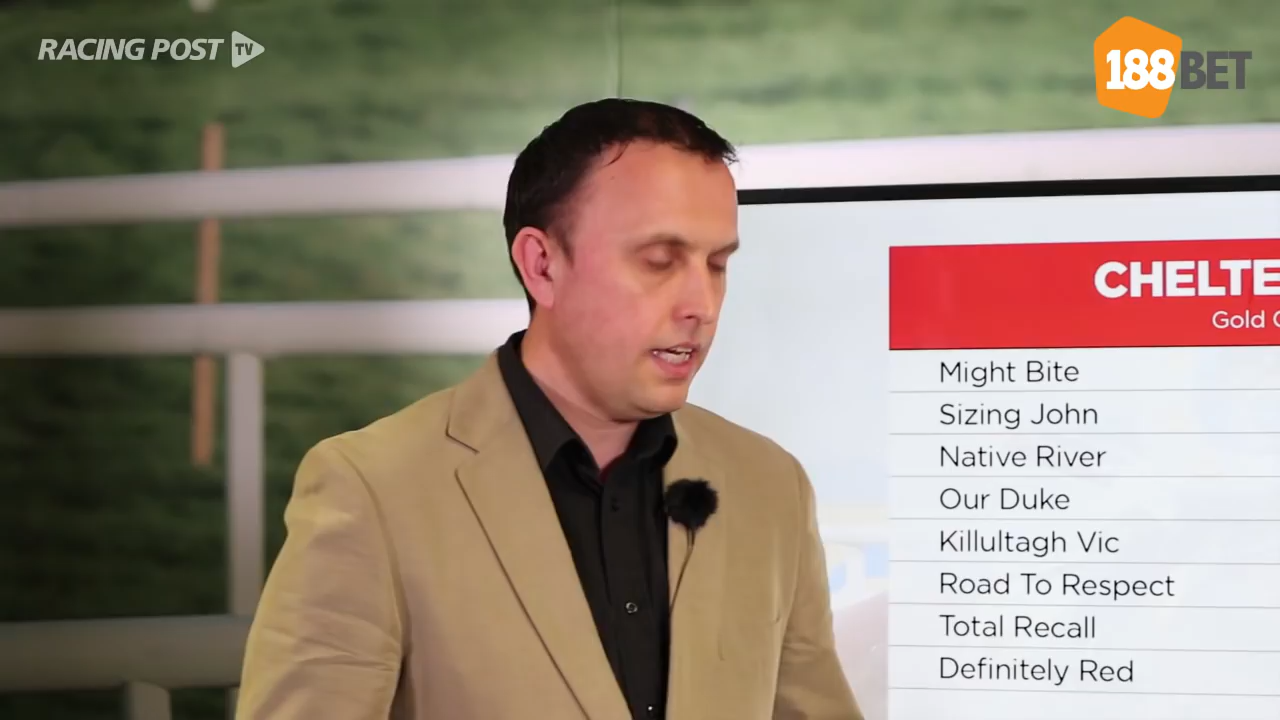 RACING POST TV
188BET
CHELTE
Gold
Might Bite
Sizing John
Native River
Our Duke
Killultagh Vic
Road To Respect
Total Recall
Definitely Red